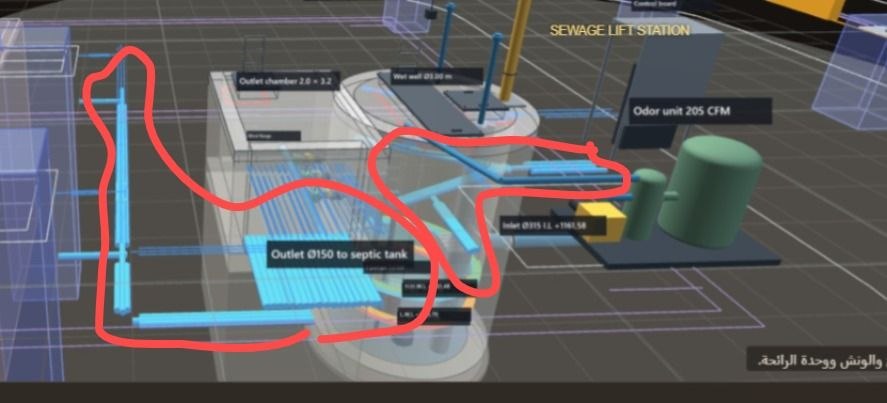 Control board
SEWAGE LIFT STATION
Outlet chamber 2.0 × 3.2
Wet well Ø3.00 m
Odor unit 205 CFM
Inlet Ø315 I.L +1161.58
Outlet Ø150 to septic tank
والونش ووحدة الرائحة.